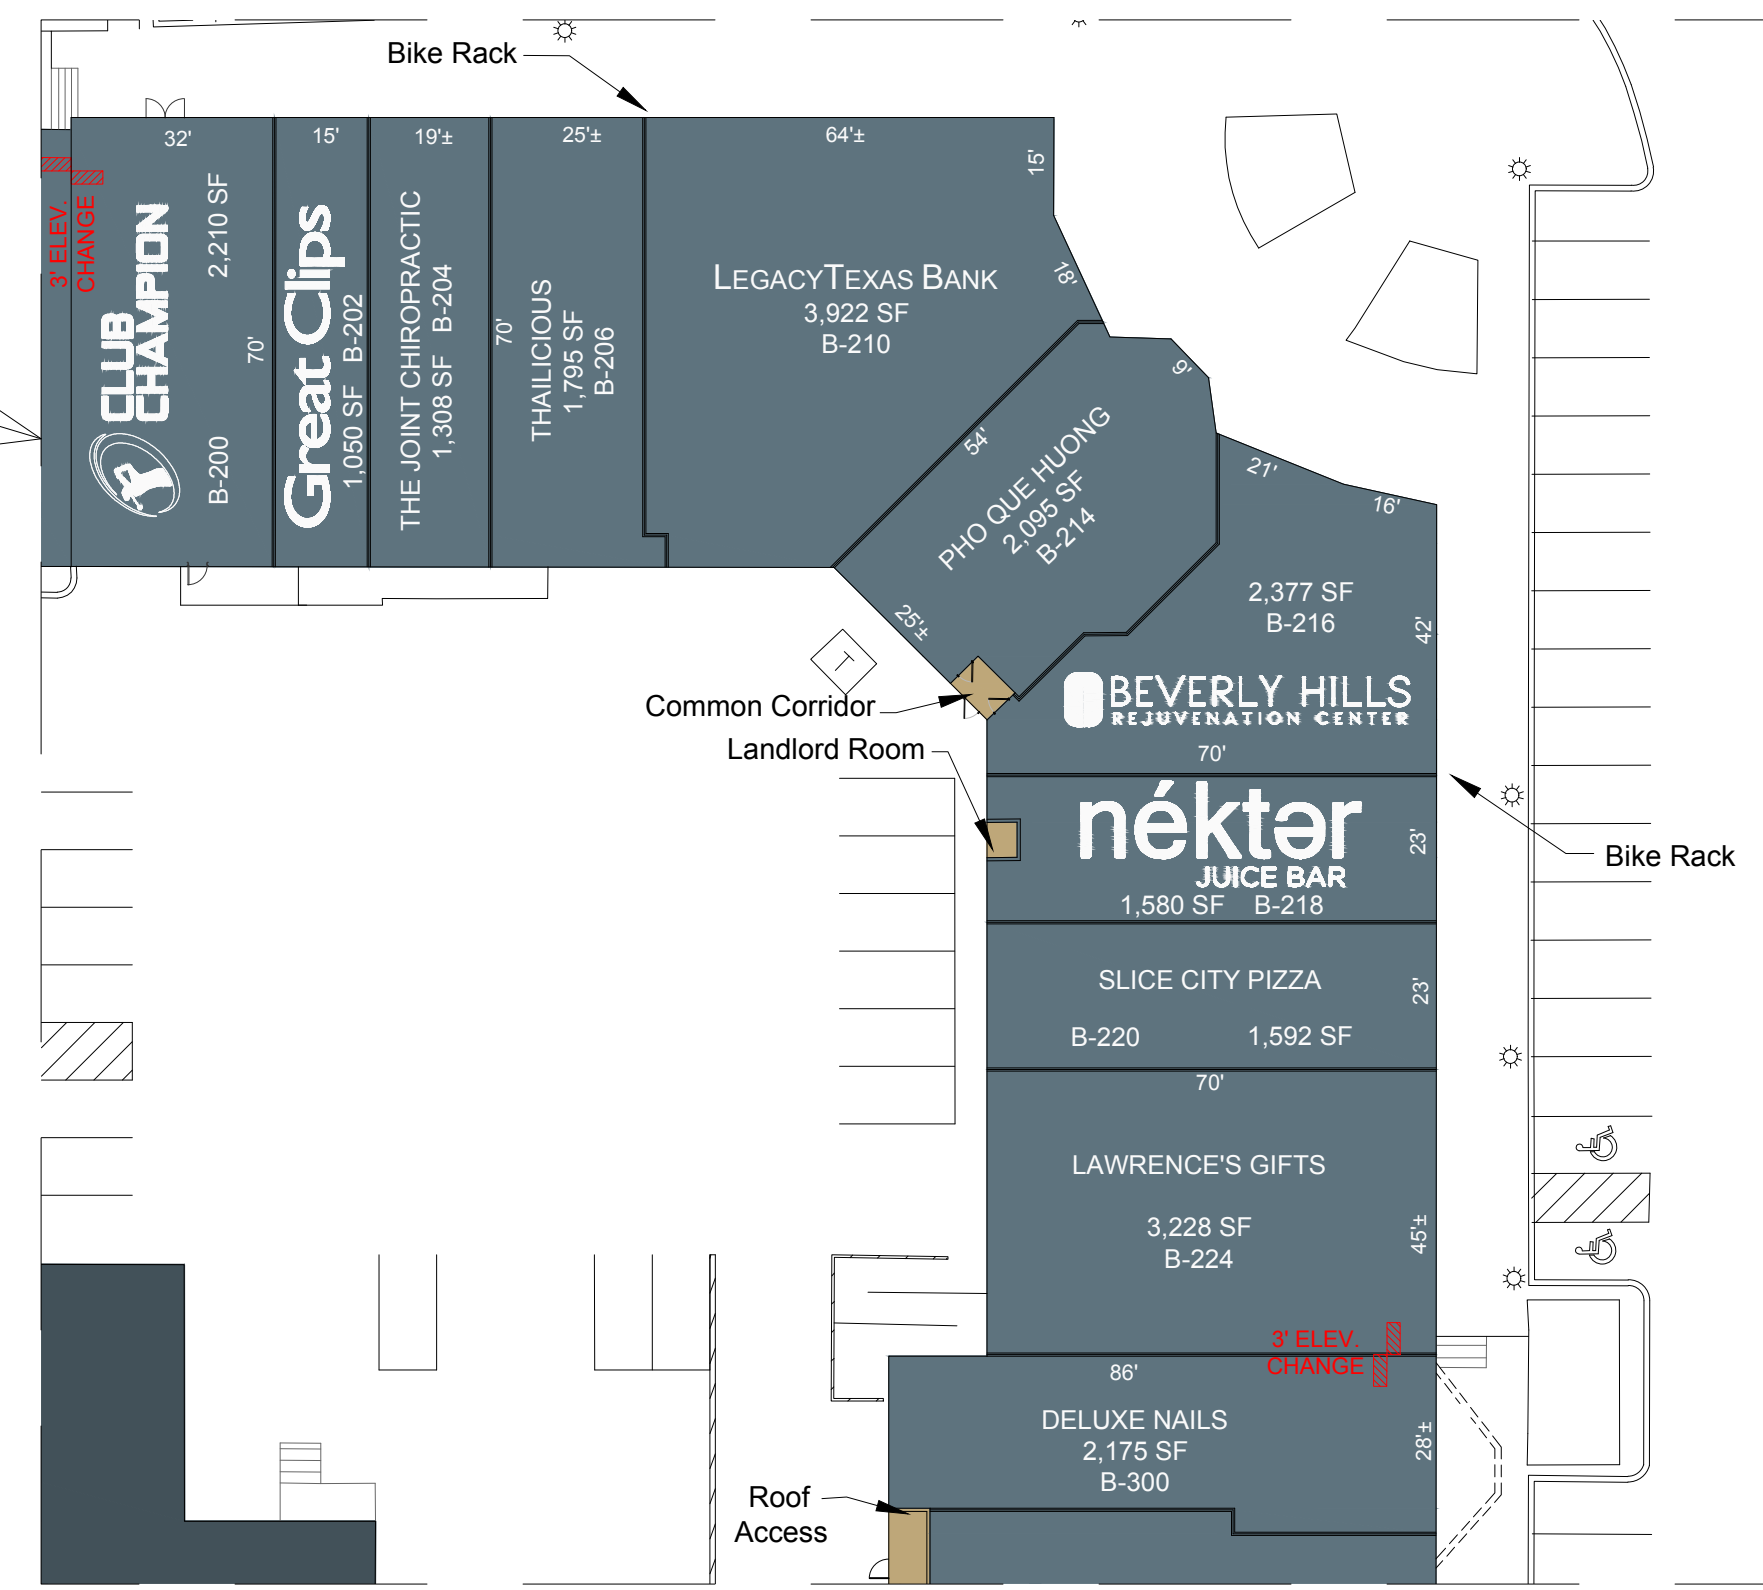 Bike Rack
32'
15'
19'±
25'±
64'±
15'
18'
3' ELEV.
CHANGE
CLUB
CHAMPION
2,210 SF
B-200
70'
Great Clips
1,050 SF B-202
THE JOINT CHIROPRACTIC
1,308 SF B-204
70'
THAILICIOUS
1,795 SF
B-206
LEGACYTEXAS BANK
3,922 SF
B-210
9'
54'
PHO QUE HUONG
2,095 SF
B-214
25'±
21'
16'
2,377 SF
B-216
42'
BEVERLY HILLS
REJUVENATION CENTER
70'
T
Common Corridor
Landlord Room
néktər
JUICE BAR
23'
1,580 SF B-218
Bike Rack
SLICE CITY PIZZA
23'
B-220 1,592 SF
70'
LAWRENCE'S GIFTS
3,228 SF
B-224
45'±
3' ELEV.
CHANGE
86'
DELUXE NAILS
2,175 SF
B-300
28'±
Roof
Access